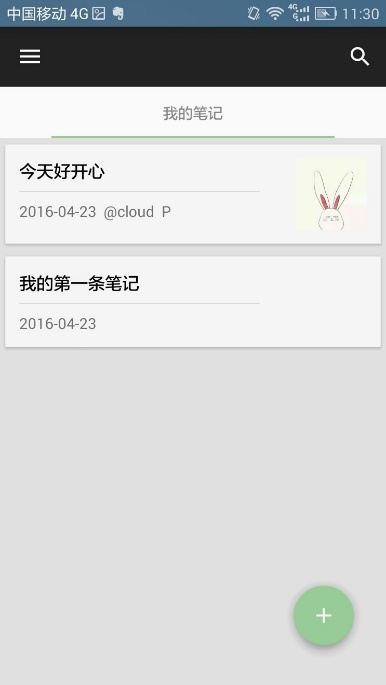 中国移动 4G 4G 11:30
我的笔记
今天好开心
2016-04-23 @cloud P
我的第一条笔记
2016-04-23